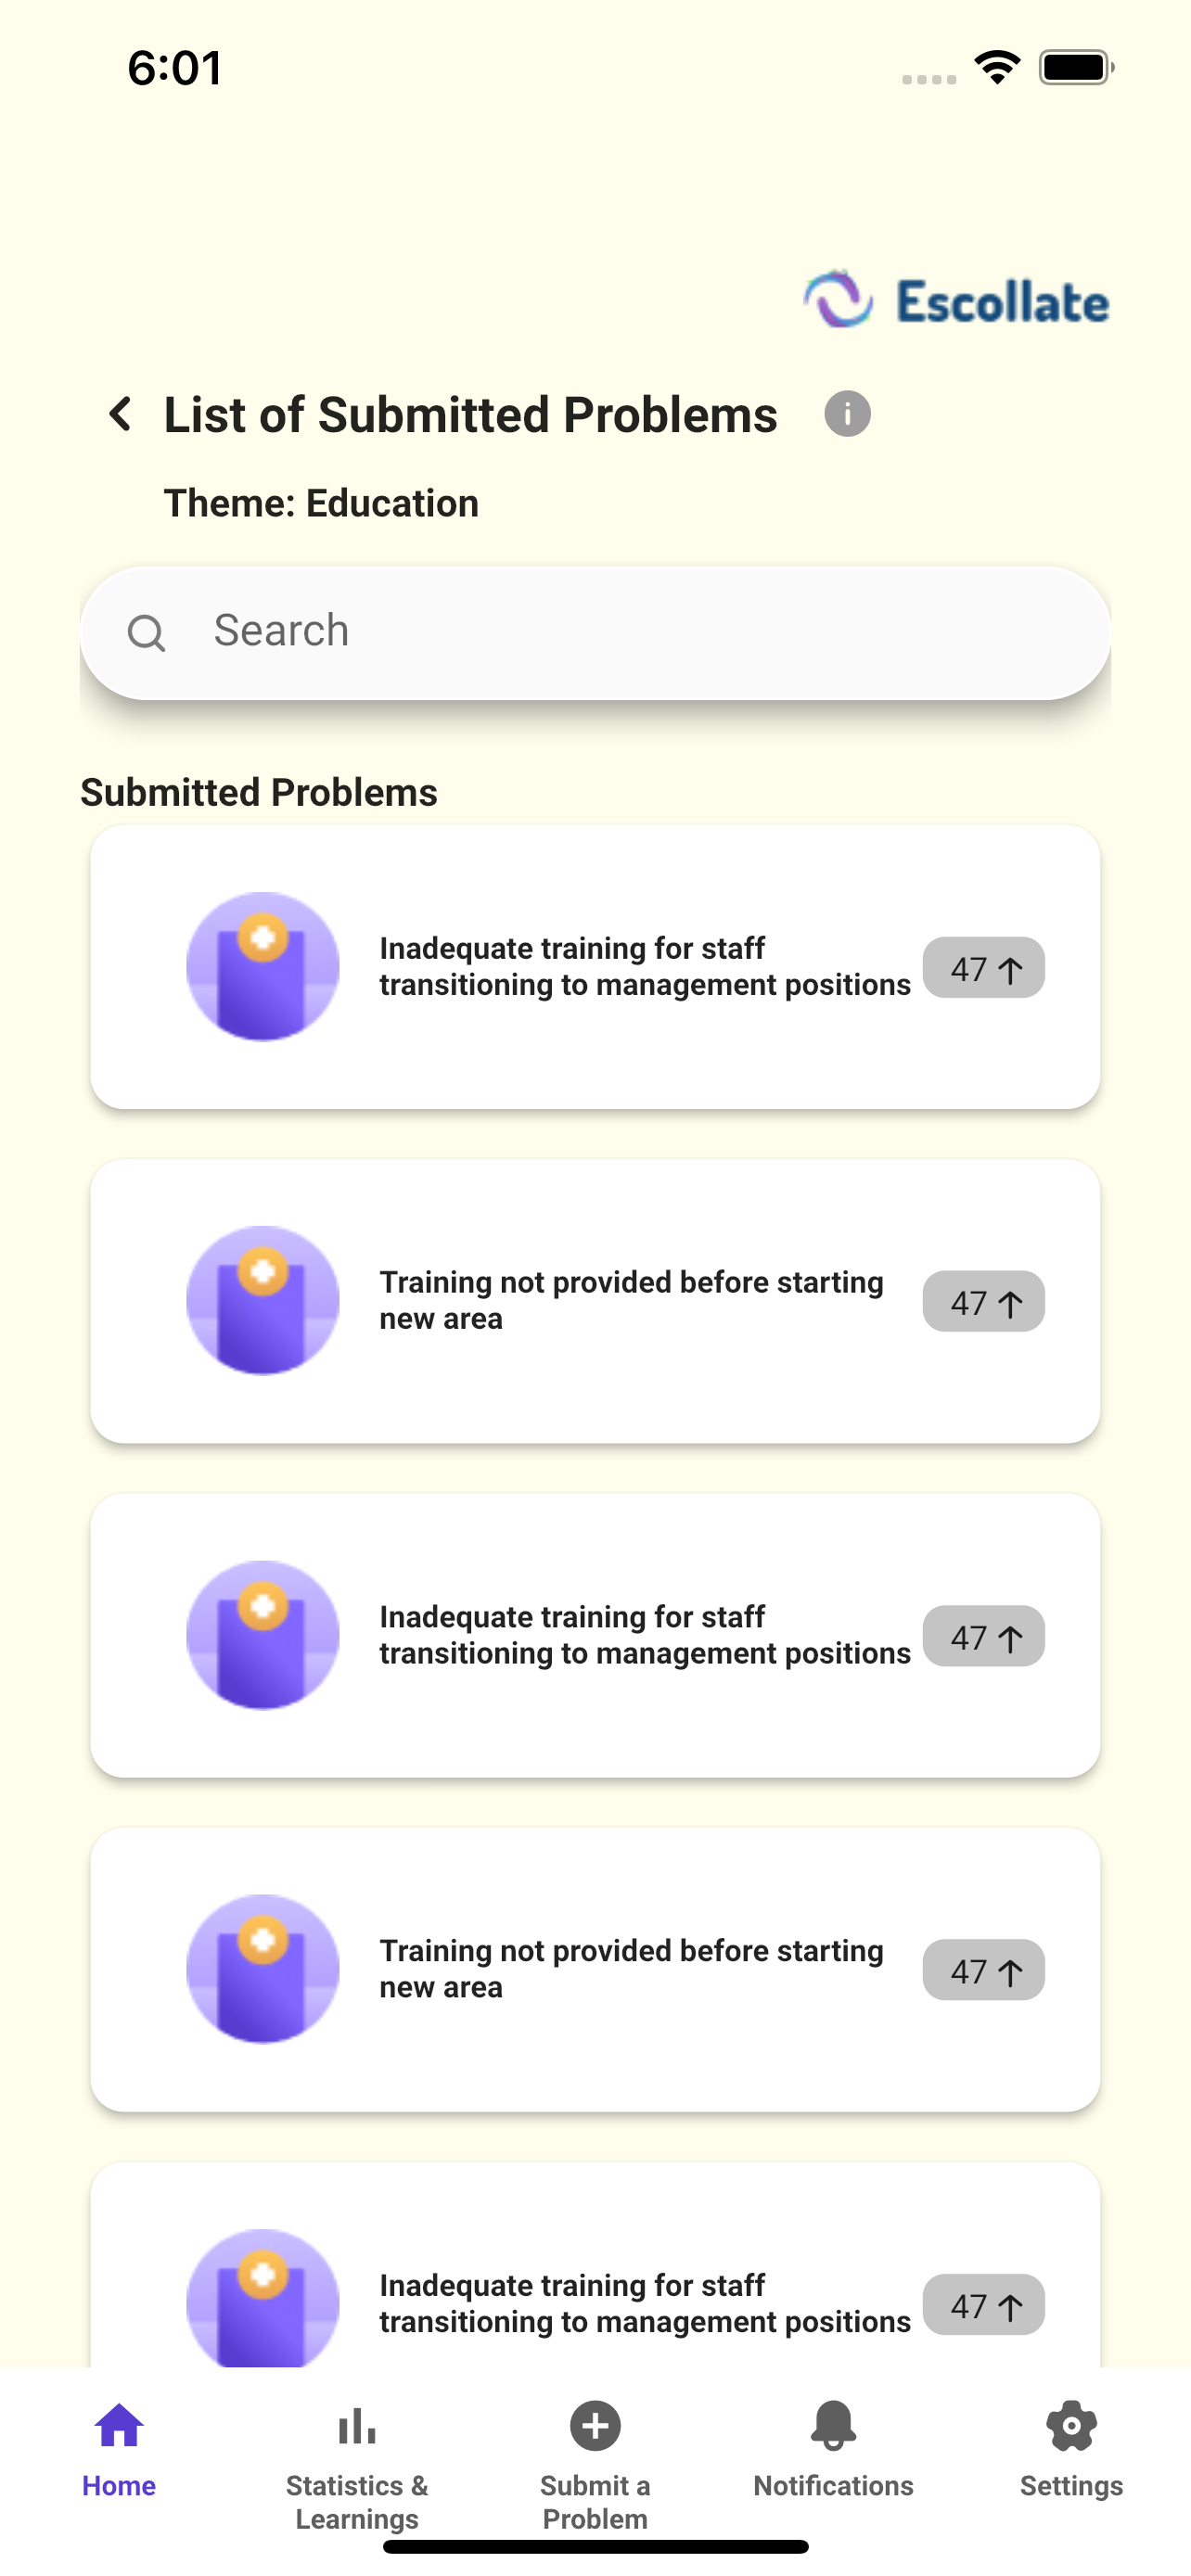 6:01
Escollate
List of Submitted Problems
Theme: Education
Search
Submitted Problems
Inadequate training for staff
transitioning to management positions
47
Training not provided before starting
new area
47
Inadequate training for staff
transitioning to management positions
47
Training not provided before starting
new area
47
Inadequate training for staff
transitioning to management positions
47
Home
Statistics &
Learnings
Submit a
Problem
Notifications
Settings